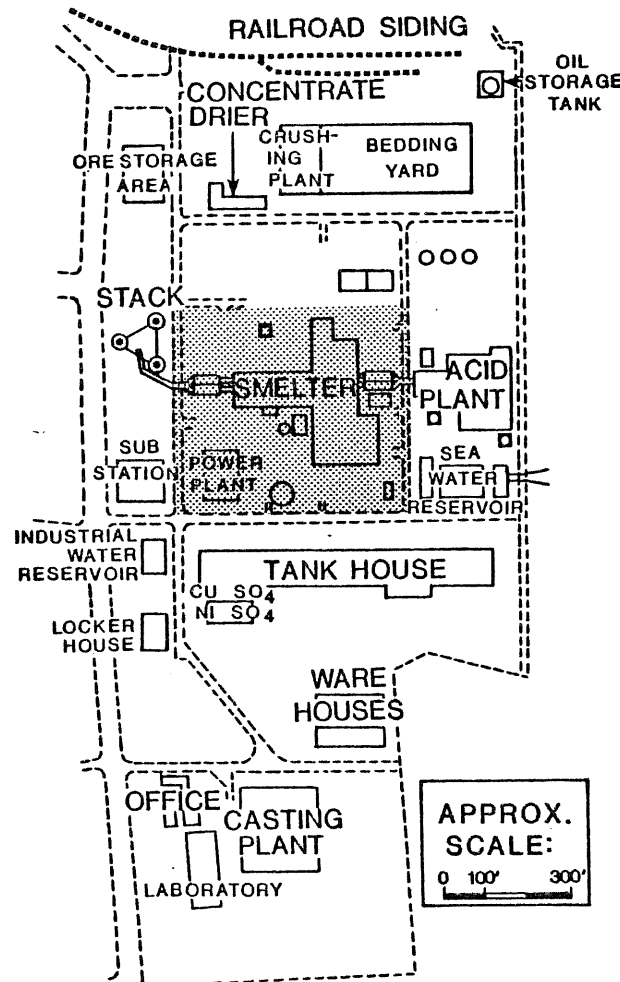 RAILROAD SIDING
OIL
STORAGE
TANK
CONCENTRATE
DRIER
CRUSH-
ING
PLANT
BEDDING
YARD
ORE STORAGE
AREA
STACK
SMELTER
ACID
PLANT
SUB
STATION
POWER
PLANT
SEA
WATER
RESERVOIR
INDUSTRIAL
WATER
RESERVOIR
TANK HOUSE
CU SO4
NI SO4
LOCKER
HOUSE
WARE
HOUSES
OFFICE
CASTING
PLANT
LABORATORY
APPROX.
SCALE:
0 100' 300'